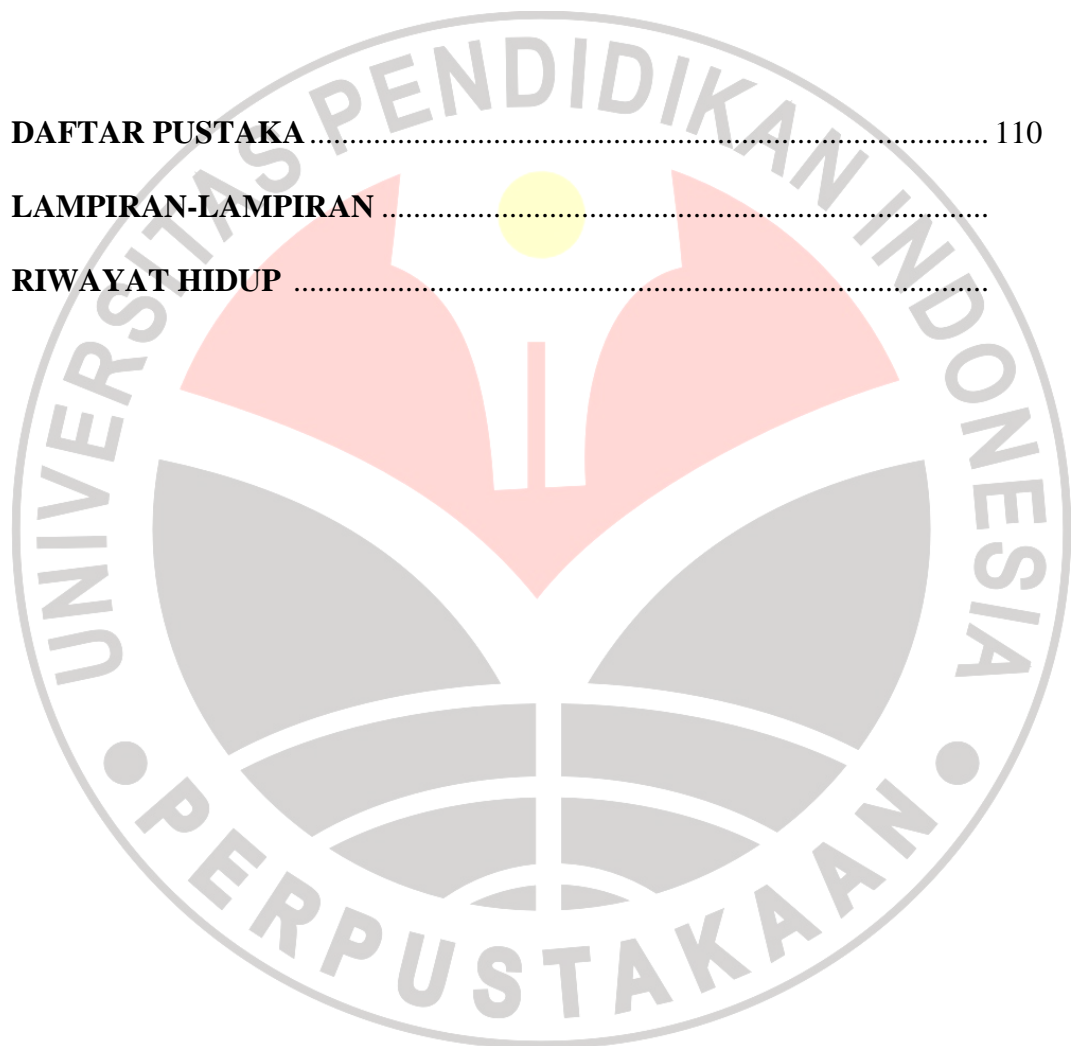 DAFTAR PUSTAKA ..................................................................................... 110
LAMPIRAN-LAMPIRAN ............................................................................
RIWAYAT HIDUP .......................................................................................
UNIVERSITAS PENDIDIKAN INDONESIA
• PERPUSTAKAAN •